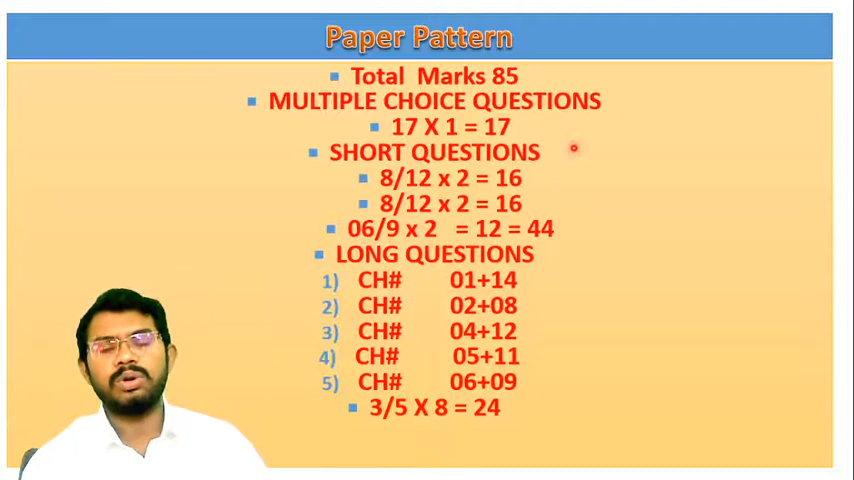 Paper Pattern
Total Marks 85
MULTIPLE CHOICE QUESTIONS
17 X 1 = 17
SHORT QUESTIONS
8/12 x 2 = 16
8/12 x 2 = 16
06/9 x 2 = 12 = 44
LONG QUESTIONS
1) CH# 01+14
2) CH# 02+08
3) CH# 04+12
4) CH# 05+11
5) CH# 06+09
3/5 X 8 = 24